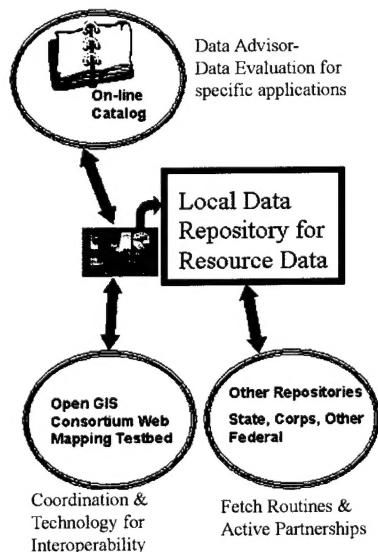 Data Advisor-
Data Evaluation for
specific applications
On-line
Catalog
Local Data
Repository for
Resource Data
Open GIS
Consortium Web
Mapping Testbed
Other Repositories
State, Corps, Other
Federal
Coordination &
Technology for
Interoperability
Fetch Routines &
Active Partnerships